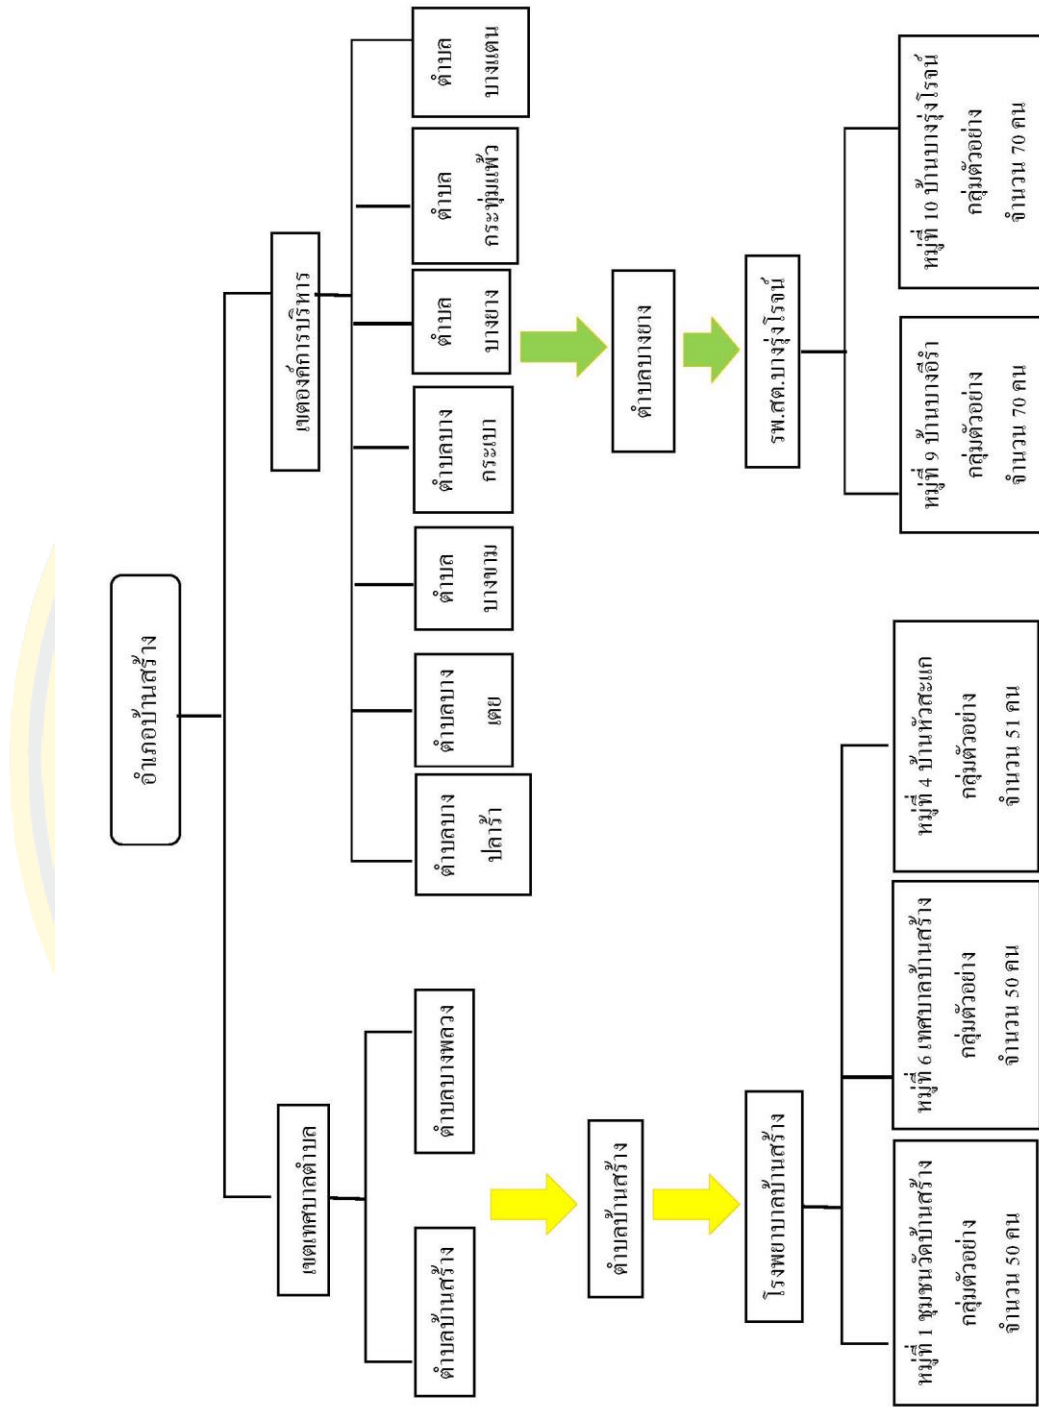 อำเภอบ้านสร้าง
เขตเทศบาลตำบล
เขตองค์การบริหาร
ตำบลบ้านสร้าง
ตำบลบางพลวง
ตำบลบาง
ปลาร้า
ตำบลบาง
เตย
ตำบล
บางขาม
ตำบลบาง
กระเบา
ตำบล
บางยาง
ตำบล
กระทุ่มแพ้ว
ตำบล
บางแตน
ตำบลบ้านสร้าง
ตำบลบางยาง
โรงพยาบาลบ้านสร้าง
รพ.สต.บางรุ่งโรจน์
หมู่ที่ 1 ชุมชนวัดบ้านสร้าง
กลุ่มตัวอย่าง
จำนวน 50 คน
หมู่ที่ 6 เทศบาลบ้านสร้าง
กลุ่มตัวอย่าง
จำนวน 50 คน
หมู่ที่ 4 บ้านหัวสะแก
กลุ่มตัวอย่าง
จำนวน 51 คน
หมู่ที่ 9 บ้านบางอีรำ
กลุ่มตัวอย่าง
จำนวน 70 คน
หมู่ที่ 10 บ้านบางรุ่งโรจน์
กลุ่มตัวอย่าง
จำนวน 70 คน